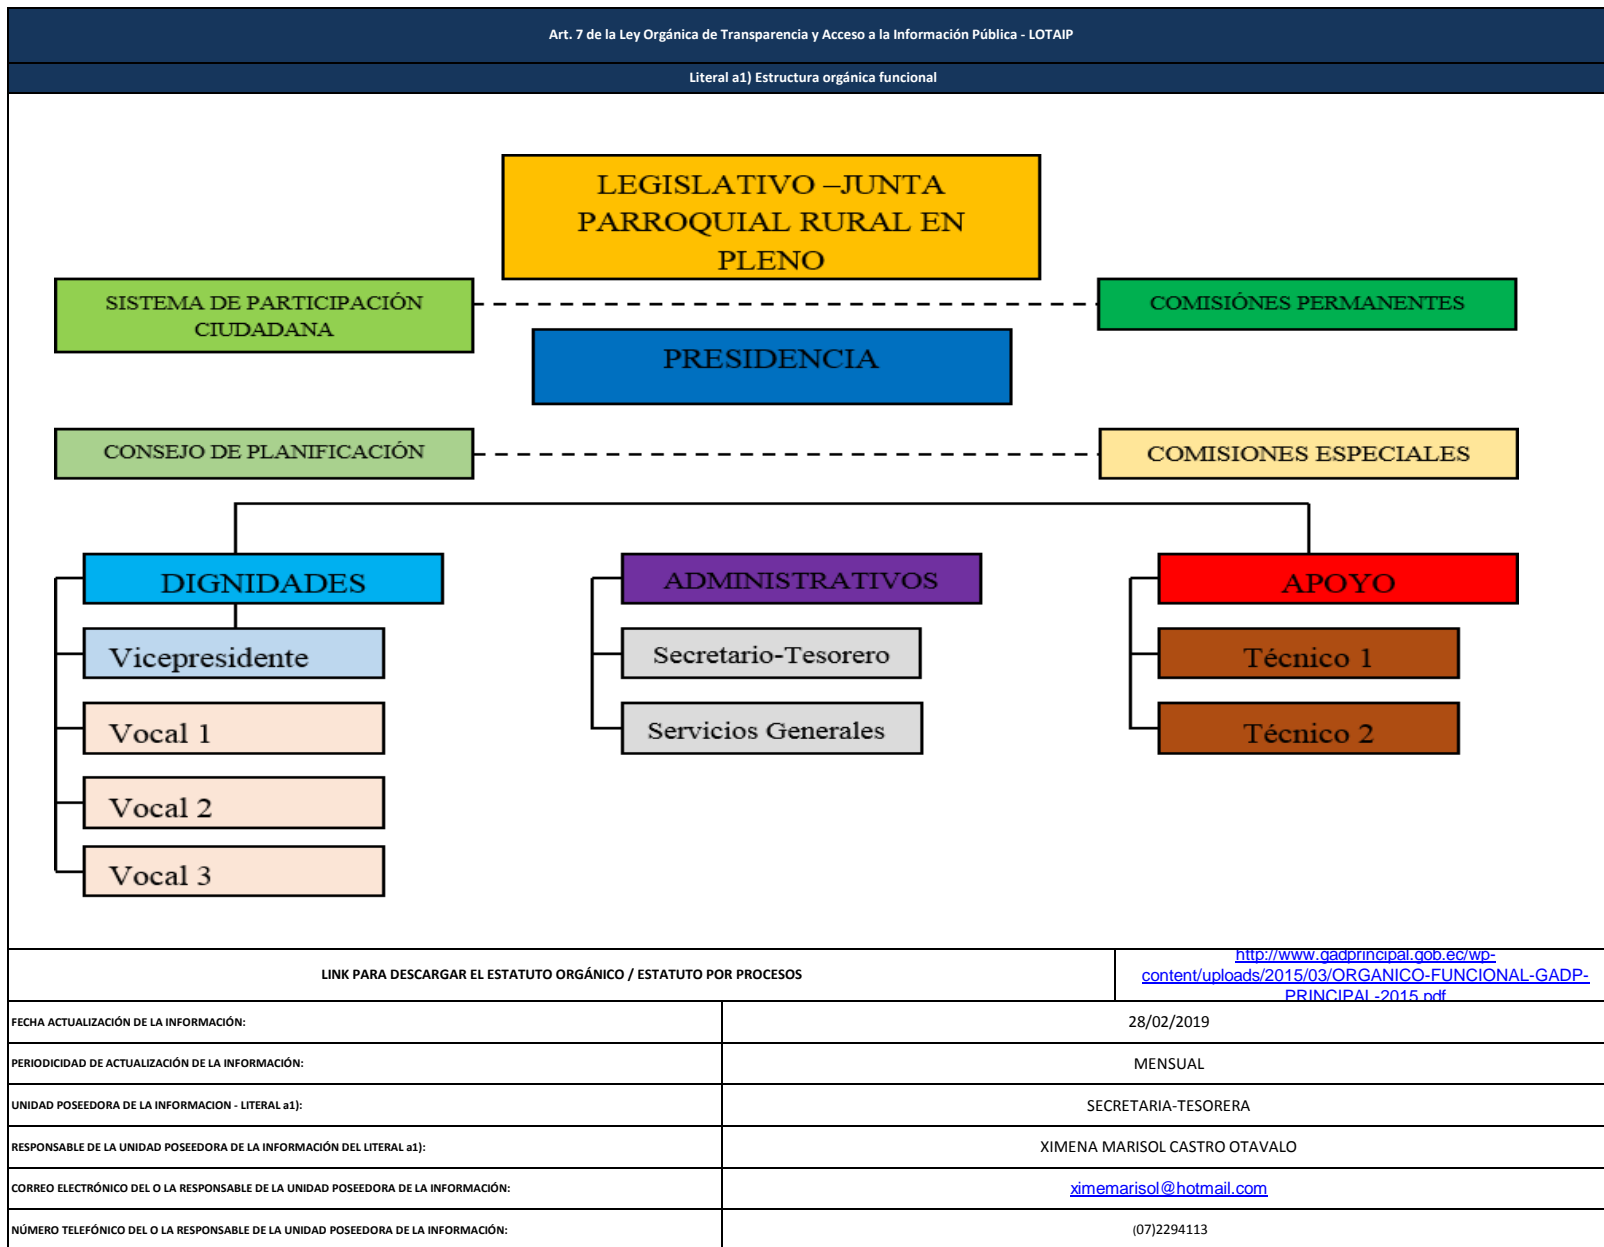 Art. 7 de la Ley Orgánica de Transparencia y Acceso a la Información Pública - LOTAIP
Literal a1) Estructura orgánica funcional
LEGISLATIVO –JUNTA
PARROQUIAL RURAL EN
PLENO
SISTEMA DE PARTICIPACIÓN
CIUDADANA
COMISIÓNES PERMANENTES
PRESIDENCIA
CONSEJO DE PLANIFICACIÓN
COMISIONES ESPECIALES
DIGNIDADES
Vicepresidente
Vocal 1
Vocal 2
Vocal 3
ADMINISTRATIVOS
Secretario-Tesorero
Servicios Generales
APOYO
Técnico 1
Técnico 2
LINK PARA DESCARGAR EL ESTATUTO ORGÁNICO / ESTATUTO POR PROCESOS
http://www.gadprincipal.gob.ec/wp-
content/uploads/2015/03/ORGANICO-FUNCIONAL-GADP-
PRINCIPAL-2015.pdf
FECHA ACTUALIZACIÓN DE LA INFORMACIÓN:
28/02/2019
PERIODICIDAD DE ACTUALIZACIÓN DE LA INFORMACIÓN:
MENSUAL
UNIDAD POSEEDORA DE LA INFORMACION - LITERAL a1):
SECRETARIA-TESORERA
RESPONSABLE DE LA UNIDAD POSEEDORA DE LA INFORMACIÓN DEL LITERAL a1):
XIMENA MARISOL CASTRO OTAVALO
CORREO ELECTRÓNICO DEL O LA RESPONSABLE DE LA UNIDAD POSEEDORA DE LA INFORMACIÓN:
ximemarisol@hotmail.com
NÚMERO TELEFÓNICO DEL O LA RESPONSABLE DE LA UNIDAD POSEEDORA DE LA INFORMACIÓN:
(07)2294113